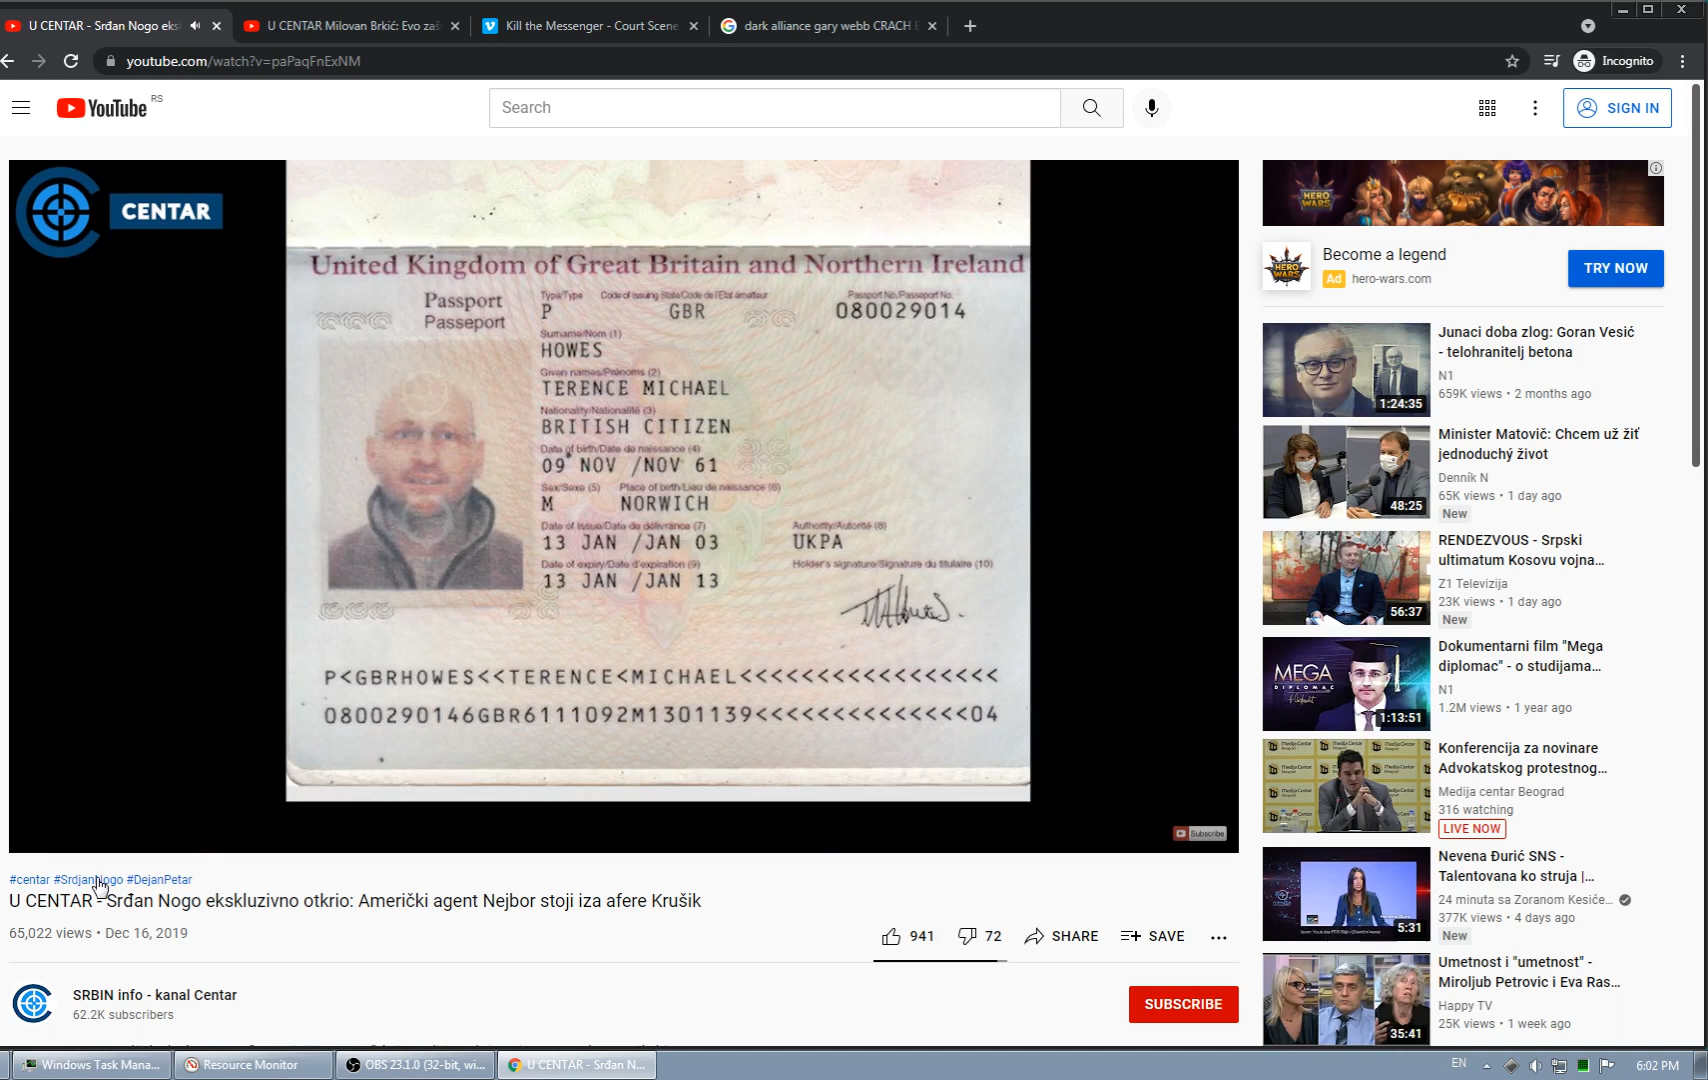 U CENTAR - Srđan Nogo eks
U CENTAR Milovan Brkić: Evo zaš
Kill the Messenger - Court Scene
dark alliance gary webb CRACH
youtube.com/watch?v=paPaqFnExNM
Incognito
YouTube RS
Search
SIGN IN
CENTAR
United Kingdom of Great Britain and Northern Ireland
Passport
Passeport
Type/Type
Code of issuing State/Code de l'Etat émetteur
Passport No./Passeport No.
P
GBR
080029014
Surname/Nom (1)
HOWES
Given names/Prénoms (2)
TERENCE MICHAEL
Nationality/Nationalité (3)
BRITISH CITIZEN
Date of birth/Date de naissance (4)
09 NOV /NOV 61
Sex/Sexe (5) Place of birth/Lieu de naissance (6)
M NORWICH
Date of issue/Date de délivrance (7)
Authority/Autorité (8)
13 JAN /JAN 03
UKPA
Date of expiry/Date d'expiration (9)
Holder's signature/Signature du titulaire (10)
13 JAN /JAN 13
P<GBRHOWES<<TERENCE<MICHAEL<<<<<<<<<<<<<<<<<
0800290146GBR6111092M1301139<<<<<<<<<<<<<<04
Subscribe
#centar #SrdjanNogo #DejanPetar
U CENTAR - Srđan Nogo ekskluzivno otkrio: Američki agent Nejbor stoji iza afere Krušik
65,022 views • Dec 16, 2019
941
72
SHARE
SAVE
SRBIN info - kanal Centar
62.2K subscribers
SUBSCRIBE
HERO WARS
HERO WARS
Become a legend
Ad hero-wars.com
TRY NOW
1:24:35
Junaci doba zlog: Goran Vesić
- telohranitelj betona
N1
659K views • 2 months ago
48:25
Minister Matovič: Chcem už žiť
jednoduchý život
Denník N
65K views • 1 day ago
New
56:37
RENDEZVOUS - Srpski
ultimatum Kosovu vojna...
Z1 Televizija
23K views • 1 day ago
New
MEGA
DIPLOMAC
1:13:51
Dokumentarni film "Mega
diplomac" - o studijama...
N1
1.2M views • 1 year ago
Konferencija za novinare
Advokatskog protestnog...
Medija centar Beograd
316 watching
LIVE NOW
5:31
Nevena Đurić SNS -
Talentovana ko struja |...
24 minuta sa Zoranom Kesiće...
377K views • 4 days ago
New
35:41
Umetnost i "umetnost" -
Miroljub Petrovic i Eva Ras...
Happy TV
25K views • 1 week ago
Windows Task Mana...
Resource Monitor
OBS 23.1.0 (32-bit, wi...
U CENTAR - Srđan N...
EN
6:02 PM